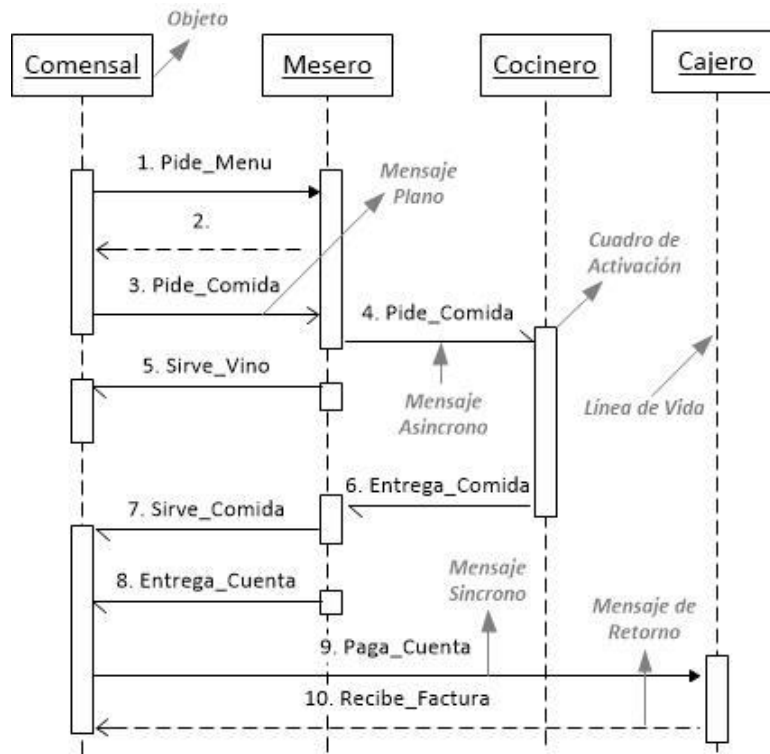 Objeto
Comensal
Mesero
Cocinero
Cajero
1. Pide_Menu
Mensaje
Plano
2.
Cuadro de
Activación
3. Pide_Comida
4. Pide_Comida
5. Sirve_Vino
Mensaje
Asincrono
Línea de Vida
6. Entrega_Comida
7. Sirve_Comida
8. Entrega_Cuenta
Mensaje
Sincrono
Mensaje de
Retorno
9. Paga_Cuenta
10. Recibe_Factura